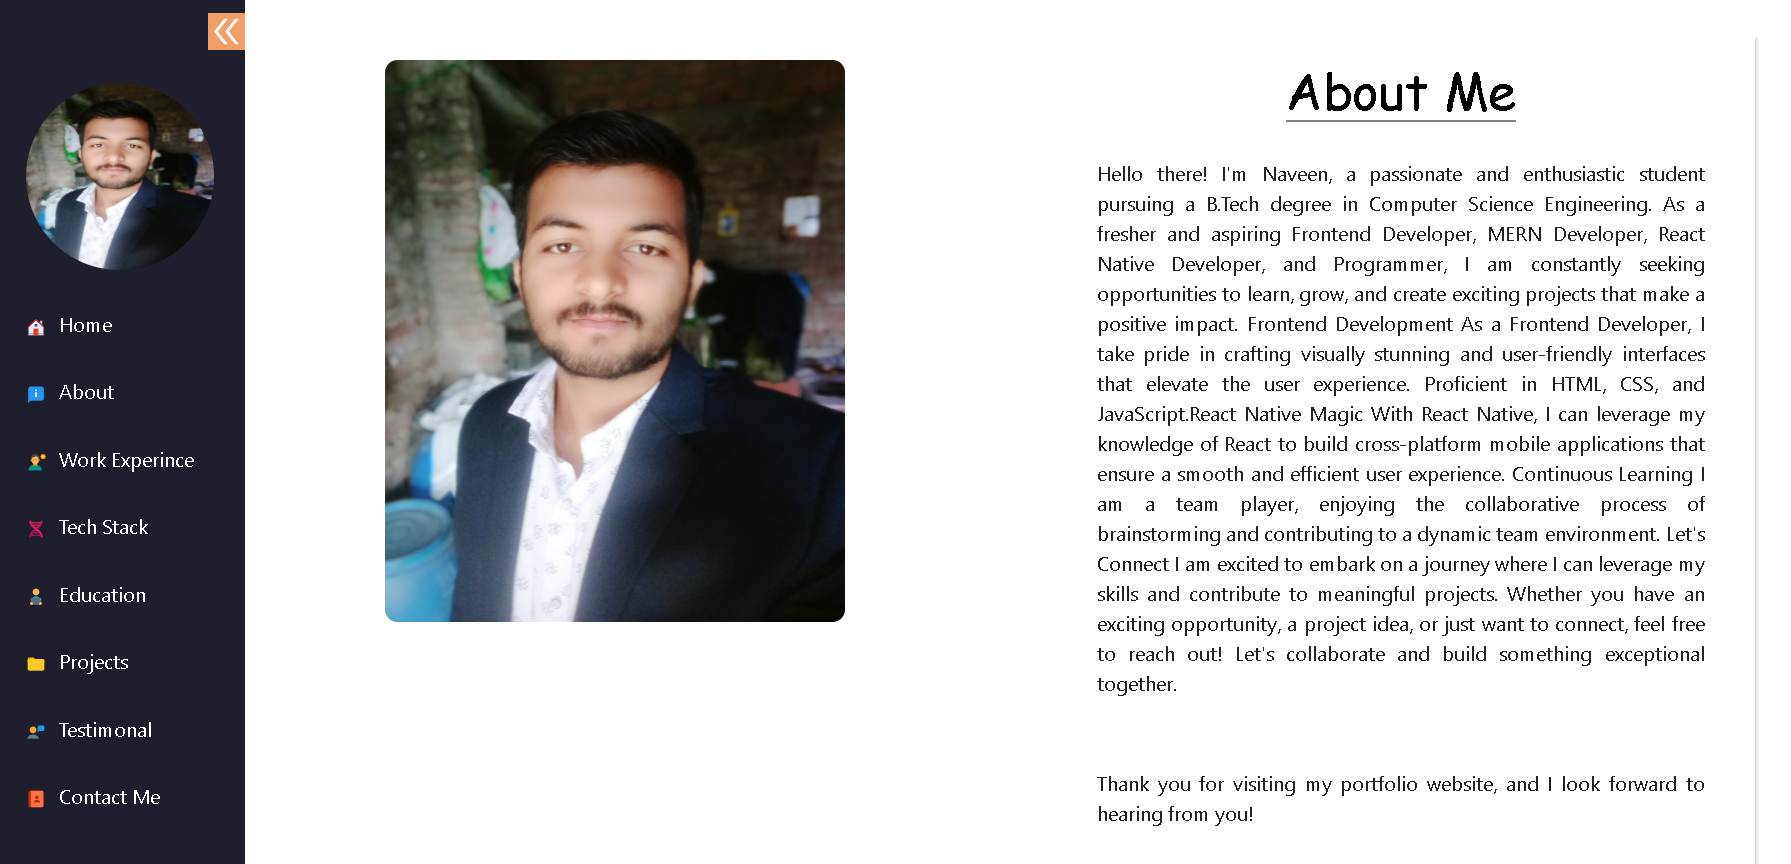 Home
About
Work Experince
Tech Stack
Education
Projects
Testimonal
Contact Me
About Me
Hello there! I'm Naveen, a passionate and enthusiastic student
pursuing a B.Tech degree in Computer Science Engineering. As a
fresher and aspiring Frontend Developer, MERN Developer, React
Native Developer, and Programmer, I am constantly seeking
opportunities to learn, grow, and create exciting projects that make a
positive impact. Frontend Development As a Frontend Developer, I
take pride in crafting visually stunning and user-friendly interfaces
that elevate the user experience. Proficient in HTML, CSS, and
JavaScript.React Native Magic With React Native, I can leverage my
knowledge of React to build cross-platform mobile applications that
ensure a smooth and efficient user experience. Continuous Learning I
am a team player, enjoying the collaborative process of
brainstorming and contributing to a dynamic team environment. Let's
Connect I am excited to embark on a journey where I can leverage my
skills and contribute to meaningful projects. Whether you have an
exciting opportunity, a project idea, or just want to connect, feel free
to reach out! Let's collaborate and build something exceptional
together.
Thank you for visiting my portfolio website, and I look forward to
hearing from you!